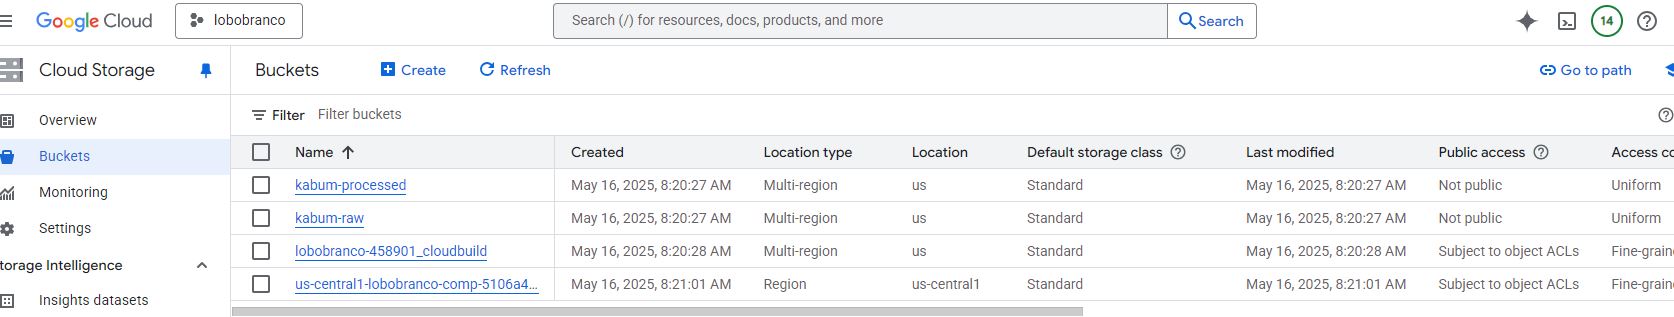 Google Cloud lobobranco Search (/) for resources, docs, products, and more Search 14
Cloud Storage Buckets Create Refresh Go to path
Overview Filter Filter buckets
Buckets Name Created Location type Location Default storage class Last modified Public access Access co
kabum-processed May 16, 2025, 8:20:27 AM Multi-region us Standard May 16, 2025, 8:20:27 AM Not public Uniform
Monitoring kabum-raw May 16, 2025, 8:20:27 AM Multi-region us Standard May 16, 2025, 8:20:27 AM Not public Uniform
Settings
lobobranco-458901_cloudbuild May 16, 2025, 8:20:28 AM Multi-region us Standard May 16, 2025, 8:20:28 AM Subject to object ACLs Fine-graine
torage Intelligence
us-central1-lobobranco-comp-5106a4... May 16, 2025, 8:21:01 AM Region us-central1 Standard May 16, 2025, 8:21:01 AM Subject to object ACLs Fine-graine
Insights datasets